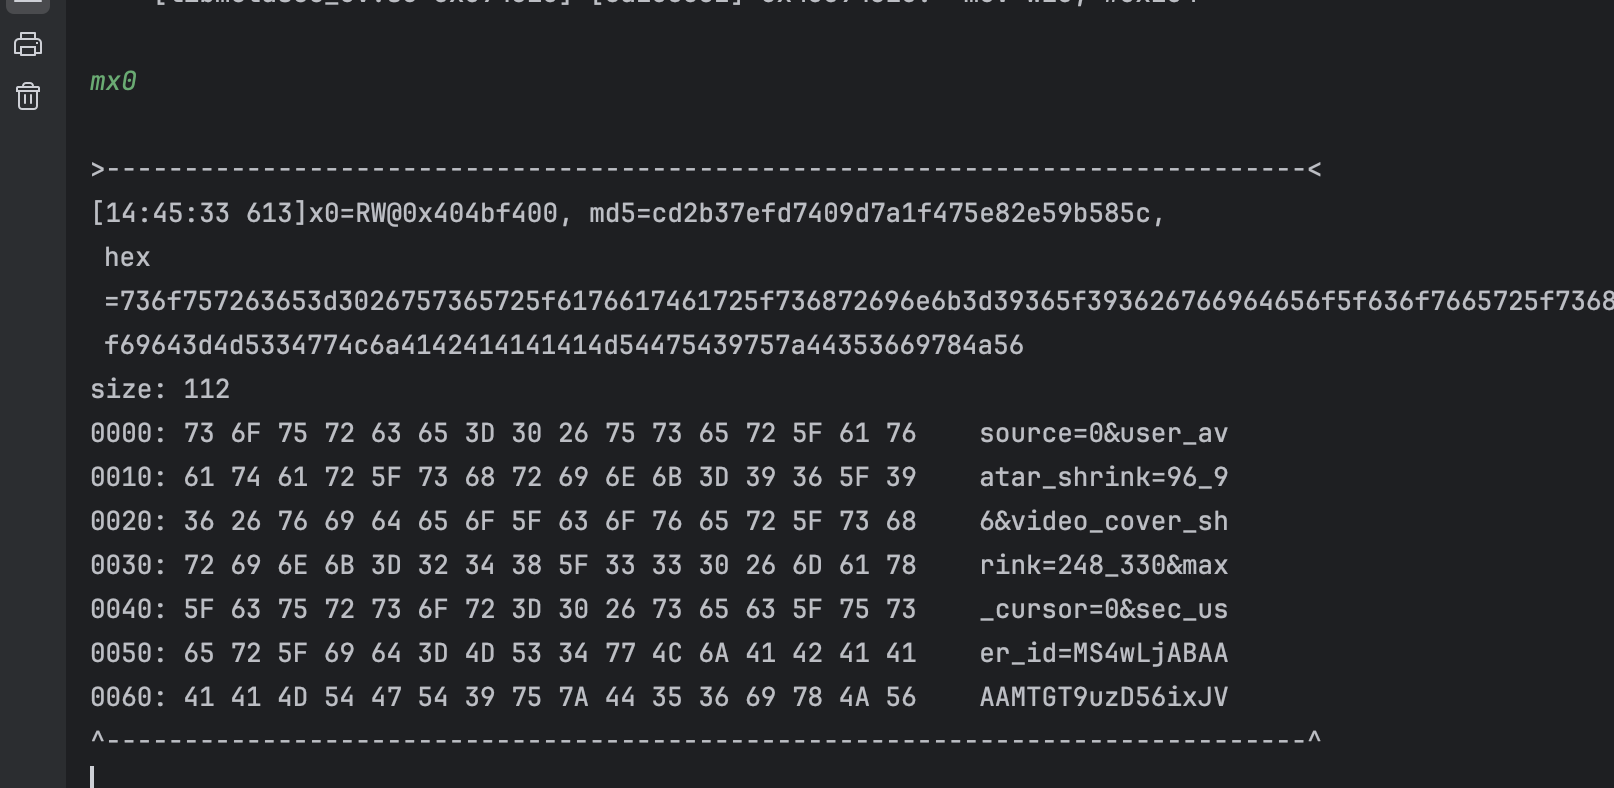 mx0
>-----------------------------------------------------------------------------<
[14:45:33 613]x0=RW@0x404bf400, md5=cd2b37efd7409d7a1f475e82e59b585c,
hex
=736f757263653d3026757365725f6176617461725f736872696e6b3d39365f393626766964656f5f636f7665725f7368
f69643d4d5334774c6a4142414141414d54475439757a44353669784a56
size: 112
0000: 73 6F 75 72 63 65 3D 30 26 75 73 65 72 5F 61 76    source=0&user_av
0010: 61 74 61 72 5F 73 68 72 69 6E 6B 3D 39 36 5F 39    atar_shrink=96_9
0020: 36 26 76 69 64 65 6F 5F 63 6F 76 65 72 5F 73 68    6&video_cover_sh
0030: 72 69 6E 6B 3D 32 34 38 5F 33 33 30 26 6D 61 78    rink=248_330&max
0040: 5F 63 75 72 73 6F 72 3D 30 26 73 65 63 5F 75 73    _cursor=0&sec_us
0050: 65 72 5F 69 64 3D 4D 53 34 77 4C 6A 41 42 41 41    er_id=MS4wLjABAA
0060: 41 41 4D 54 47 54 39 75 7A 44 35 36 69 78 4A 56    AAMTGT9uzD56ixJV
^-----------------------------------------------------------------------------^